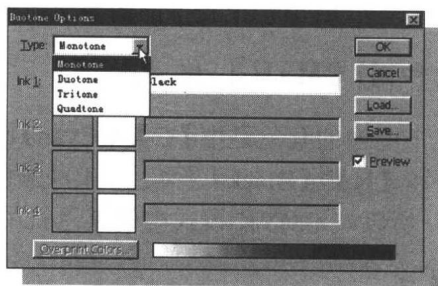 Duotone Options
Type: Monotone
OK
Monotone
Duotone
Tritone
Quadtone
Ink 1: lack
Cancel
Load...
Save...
Ink 2:
Preview
Ink 3:
Ink 4:
Overprint Colors...